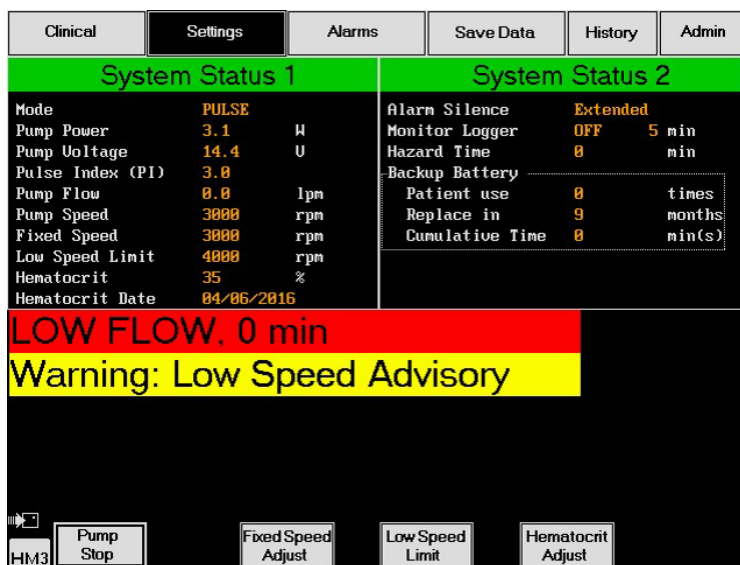 Clinical Settings Alarms Save Data History Admin
System Status 1
Mode PULSE
Pump Power 3.1 W
Pump Voltage 14.4 V
Pulse Index (PI) 3.0
Pump Flow 0.0 lpm
Pump Speed 3000 rpm
Fixed Speed 3000 rpm
Low Speed Limit 4000 rpm
Hematocrit 35 %
Hematocrit Date 04/06/2016
System Status 2
Alarm Silence Extended
Monitor Logger OFF 5 min
Hazard Time 0 min
Backup Battery
Patient use 0 times
Replace in 9 months
Cumulative Time 0 min(s)
LOW FLOW, 0 min
Warning: Low Speed Advisory
HM3
Pump
Stop
Fixed Speed
Adjust
Low Speed
Limit
Hematocrit
Adjust